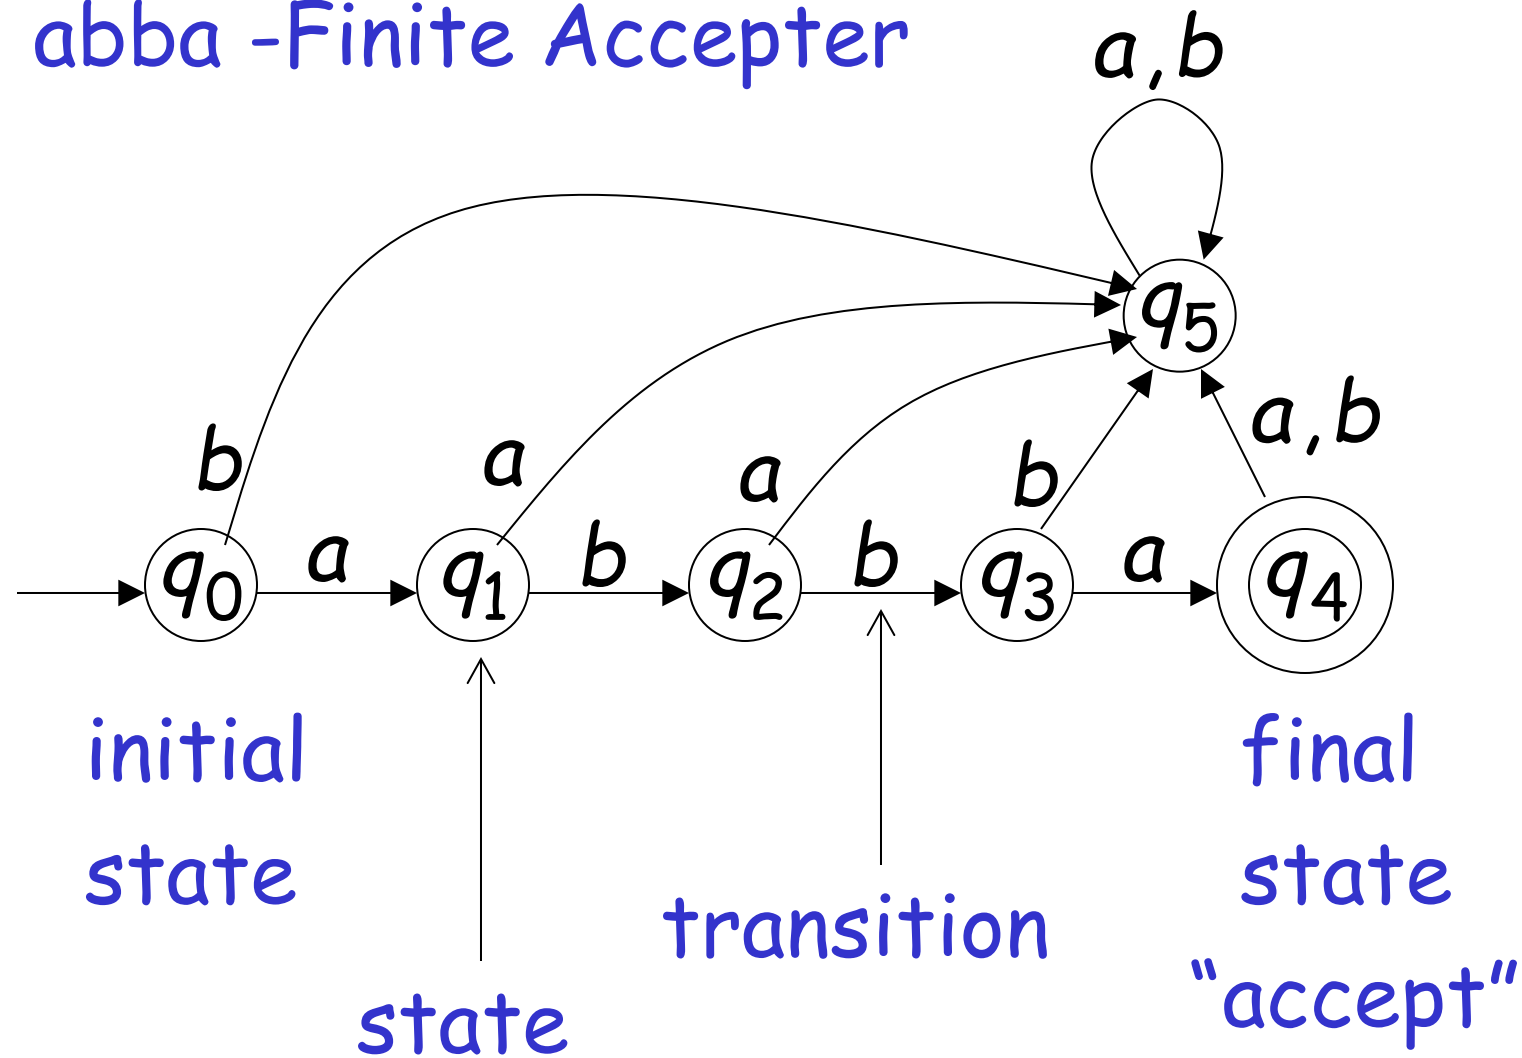 abba -Finite Accepter
a,b
q5
b
a
a
b
a,b
q0
a
q1
b
q2
b
q3
a
q4
initial
state
final
state
transition
"accept"
state